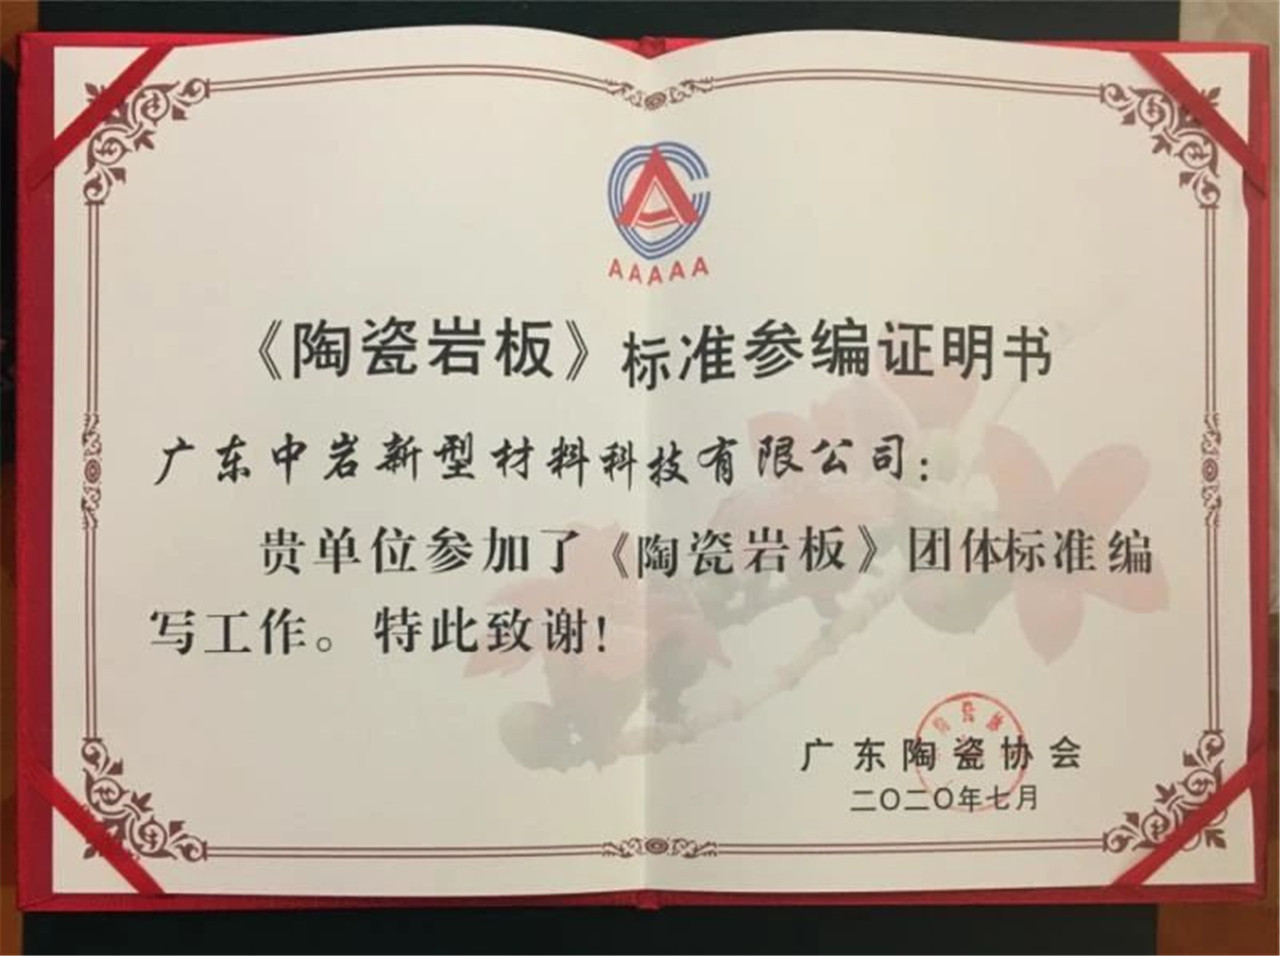 AAAAA
《陶瓷岩板》标准参编证明书
广东中岩新型材料科技有限公司：
贵单位参加了《陶瓷岩板》团体标准编
写工作。特此致谢!
广东陶瓷协会
二〇二〇年七月